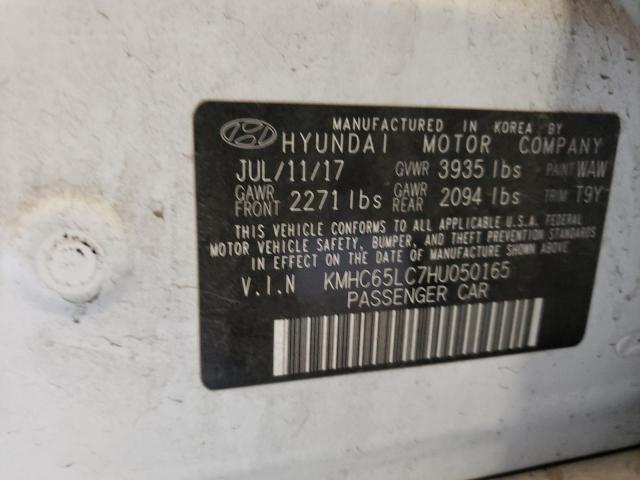 MANUFACTURED IN KOREA BY
HYUNDAI MOTOR COMPANY
JUL/11/17 GVWR 3935 lbs PAINT WAW
GAWR FRONT 2271 lbs GAWR REAR 2094 lbs TRIM T9Y
THIS VEHICLE CONFORMS TO ALL APPLICABLE U.S.A. FEDERAL
MOTOR VEHICLE SAFETY, BUMPER, AND THEFT PREVENTION STANDARDS
IN EFFECT ON THE DATE OF MANUFACTURE SHOWN ABOVE.
V.I.N KMHC65LC7HU050165
PASSENGER CAR